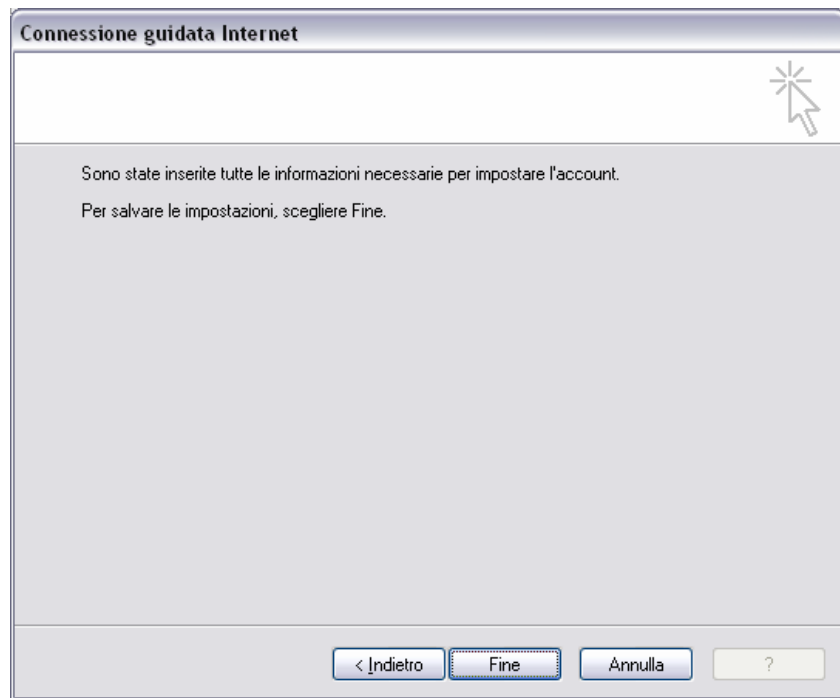 Connessione guidata Internet
Sono state inserite tutte le informazioni necessarie per impostare l'account.
Per salvare le impostazioni, scegliere Fine.
< Indietro
Fine
Annulla
?